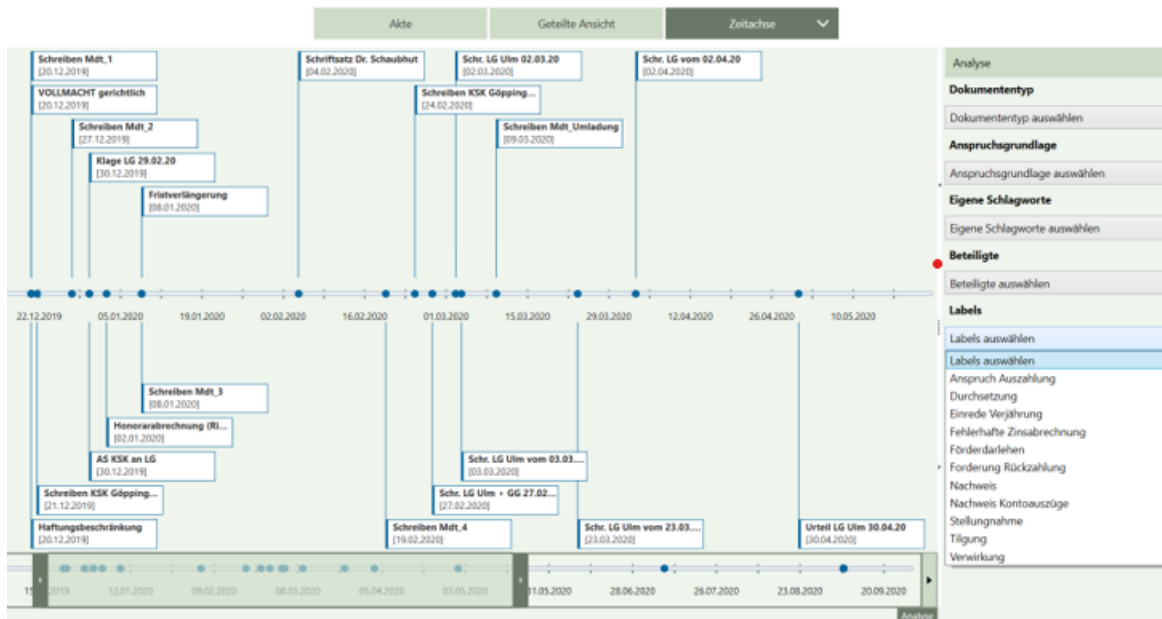 Akte
Geteilte Ansicht
Zeitachse
Schreiben Mdt_1
[20.12.2019]
VOLLMACHT gerichtlich
[20.12.2019]
Schreiben Mdt_2
[27.12.2019]
Klage LG 29.02.20
[30.12.2019]
Fristverlängerung
[08.01.2020]
Schriftsatz Dr. Schaubhut
[04.02.2020]
Schr. LG Ulm 02.03.20
[02.03.2020]
Schreiben KSK Göpping...
[24.02.2020]
Schreiben Mdt_Umladung
[09.03.2020]
Schr. LG vom 02.04.20
[02.04.2020]
22.12.2019 05.01.2020 19.01.2020 02.02.2020 16.02.2020 01.03.2020 15.03.2020 29.03.2020 12.04.2020 26.04.2020 10.05.2020
Schreiben Mdt_3
[08.01.2020]
Honorarabrechnung (Ri...
[02.01.2020]
AS KSK an LG
[30.12.2019]
Schreiben KSK Göpping...
[21.12.2019]
Haftungsbeschränkung
[20.12.2019]
Schr. LG Ulm vom 03.03....
[03.03.2020]
Schr. LG Ulm + GG 27.02...
[27.02.2020]
Schreiben Mdt_4
[19.02.2020]
Schr. LG Ulm vom 23.03....
[23.03.2020]
Urteil LG Ulm 30.04.20
[30.04.2020]
12.01.2020 09.02.2020 08.03.2020 05.04.2020 03.05.2020 28.06.2020 26.07.2020 23.08.2020 20.09.2020
Analyse
Analyse
Dokumententyp
Dokumententyp auswählen
Anspruchsgrundlage
Anspruchsgrundlage auswählen
Eigene Schlagworte
Eigene Schlagworte auswählen
Beteiligte
Beteiligte auswählen
Labels
Labels auswählen
Labels auswählen
Anspruch Auszahlung
Durchsetzung
Einrede Verjährung
Fehlerhafte Zinsabrechnung
Förderdarlehen
Forderung Rückzahlung
Nachweis
Nachweis Kontoauszüge
Stellungnahme
Tilgung
Verwirkung